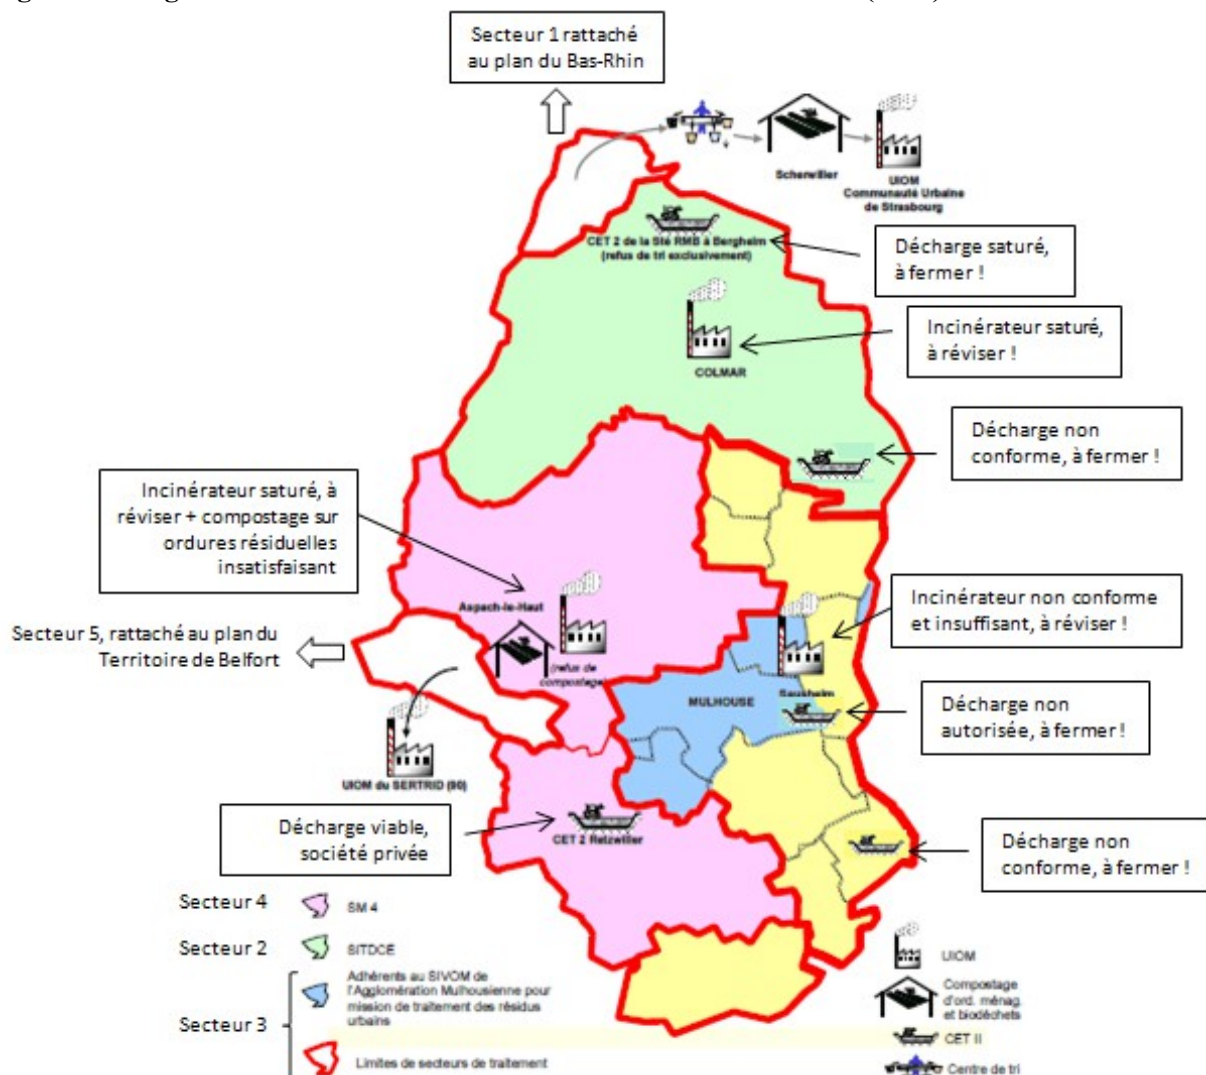 Secteur 1 rattaché
au plan du Bas-Rhin
Scherwiller
UIOM
Communauté Urbaine
de Strasbourg
CET 2 de la Sté RMB à Bergheim
(refus de tri exclusivement)
Décharge saturé,
à fermer !
Incinérateur saturé,
à réviser !
COLMAR
Décharge non
conforme, à fermer !
Incinérateur saturé, à
réviser + compostage sur
ordures résiduelles
insatisfaisant
Aspach-le-Haut
(refus de
compostage)
Incinérateur non conforme
et insuffisant, à réviser !
Secteur 5, rattaché au plan du
Territoire de Belfort
MULHOUSE
Sausheim
Décharge non
autorisée, à fermer !
UIOM du SERTRID (90)
Décharge viable,
société privée
CET 2 Retzwiller
Décharge non
conforme, à fermer !
Secteur 4
SM 4
Secteur 2
SITDCE
Secteur 3
Adhérents au SIVOM de
l'Agglomération Mulhousienne pour
mission de traitement des résidus
urbains
Limites de secteurs de traitement
UIOM
Compostage
d'ord. ménag.
et biodéchets
CET II
Centre de tri